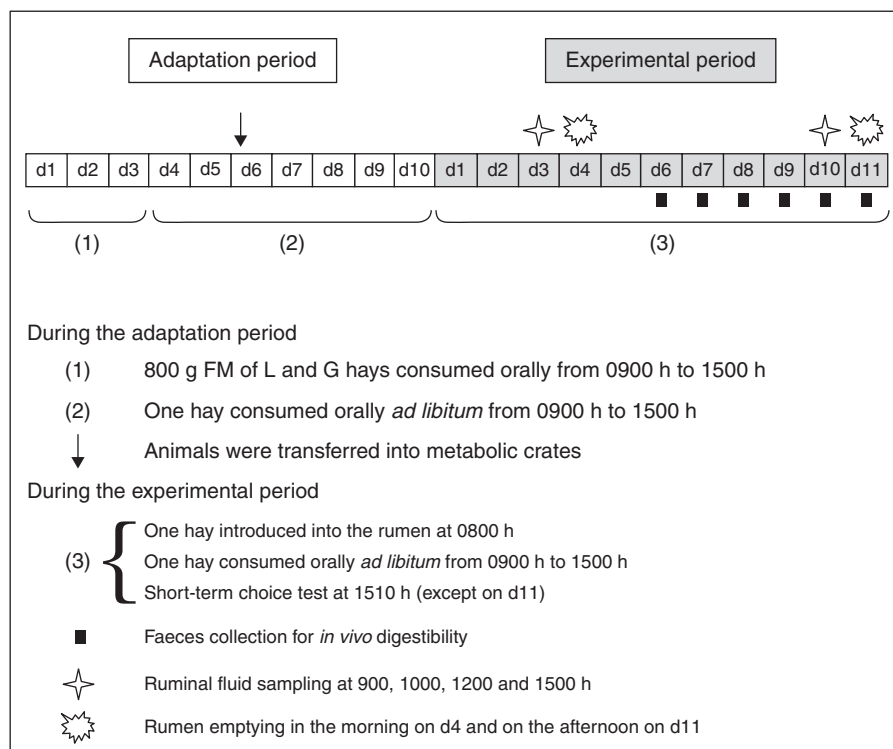 Adaptation period Experimental period
d1 d2 d3 d4 d5 d6 d7 d8 d9 d10 d1 d2 d3 d4 d5 d6 d7 d8 d9 d10 d11
(1) (2) (3)
During the adaptation period
(1) 800 g FM of L and G hays consumed orally from 0900 h to 1500 h
(2) One hay consumed orally ad libitum from 0900 h to 1500 h
Animals were transferred into metabolic crates
During the experimental period
One hay introduced into the rumen at 0800 h
(3) One hay consumed orally ad libitum from 0900 h to 1500 h
Short-term choice test at 1510 h (except on d11)
Faeces collection for in vivo digestibility
Ruminal fluid sampling at 900, 1000, 1200 and 1500 h
Rumen emptying in the morning on d4 and on the afternoon on d11